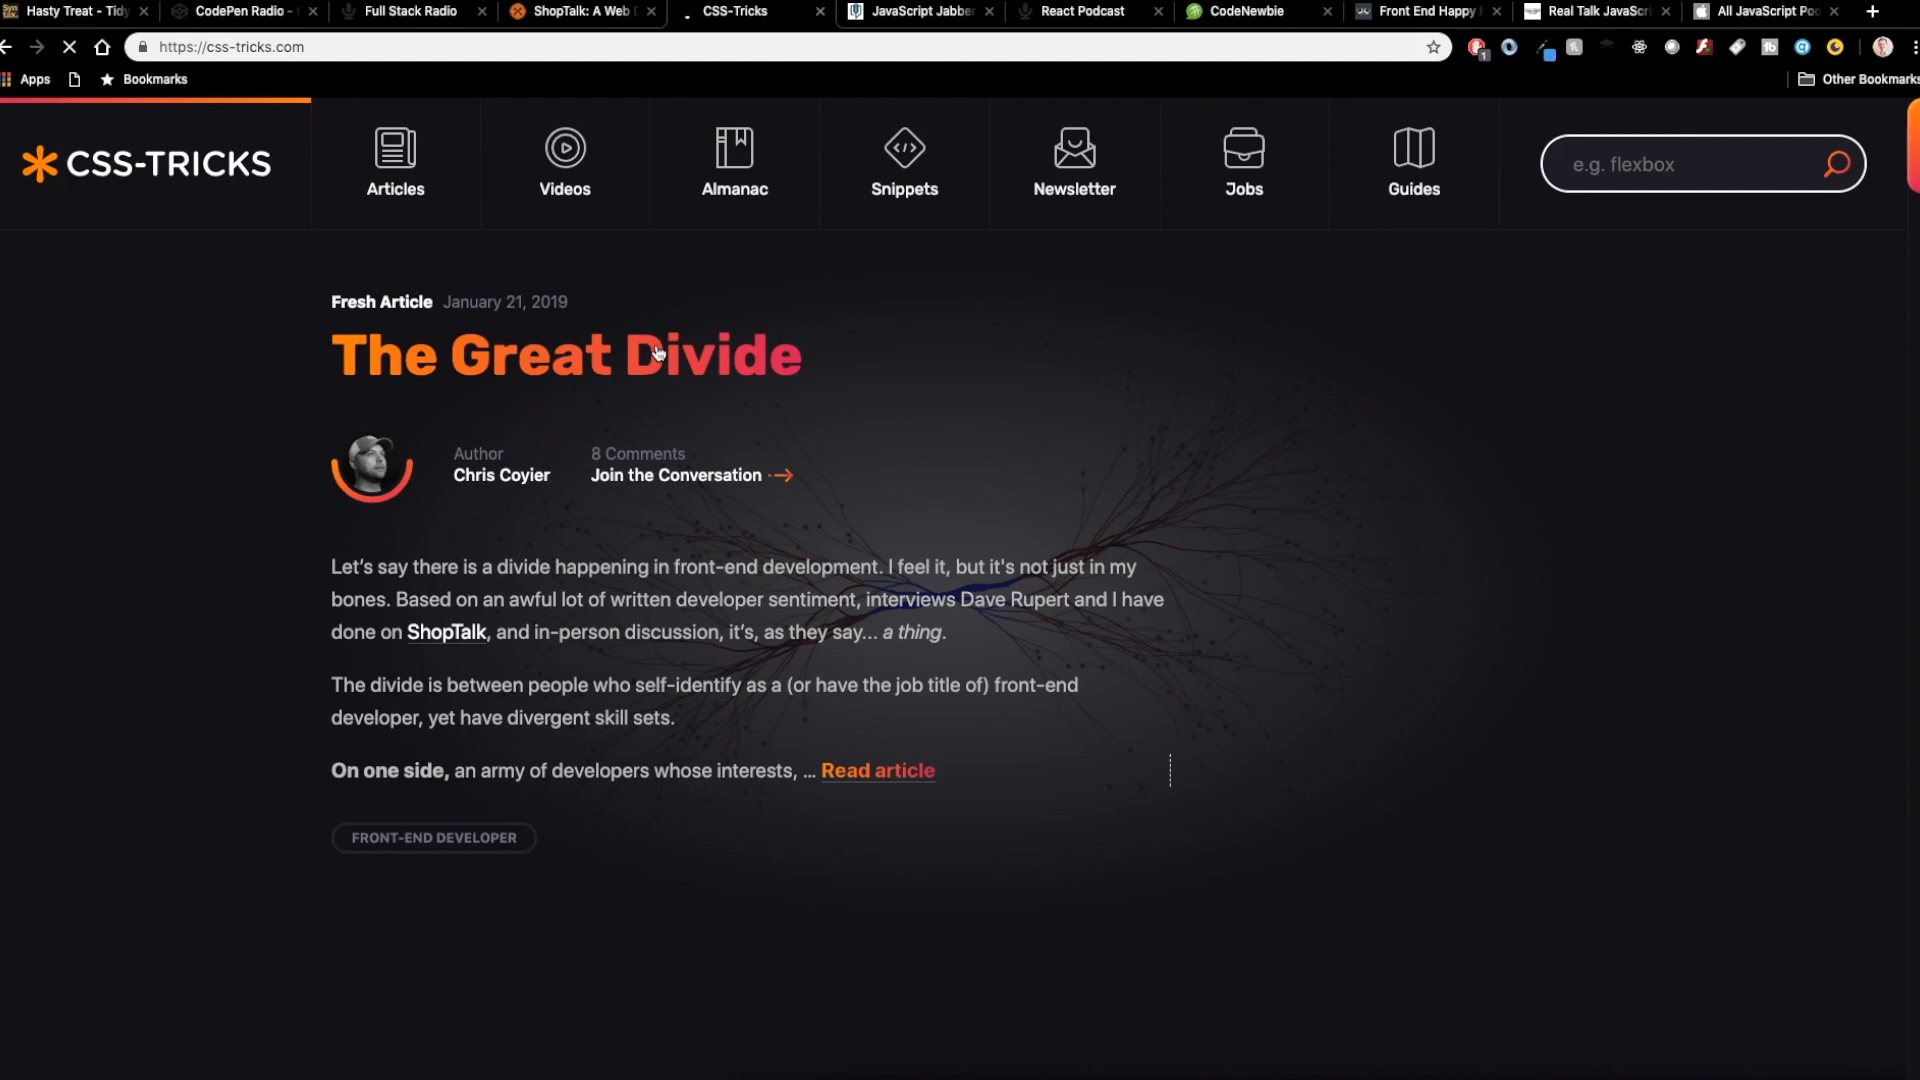 Hasty Treat - Tidy
CodePen Radio -
Full Stack Radio
ShopTalk: A Web
CSS-Tricks
JavaScript Jabber
React Podcast
CodeNewbie
Front End Happy
Real Talk JavaScri
All JavaScript Poc
https://css-tricks.com
1
Apps
Bookmarks
Other Bookmarks
CSS-TRICKS
Articles
Videos
Almanac
Snippets
Newsletter
Jobs
Guides
e.g. flexbox
Fresh Article January 21, 2019
The Great Divide
Author
Chris Coyier
8 Comments
Join the Conversation
Let's say there is a divide happening in front-end development. I feel it, but it's not just in my
bones. Based on an awful lot of written developer sentiment, interviews Dave Rupert and I have
done on ShopTalk, and in-person discussion, it's, as they say... a thing.
The divide is between people who self-identify as a (or have the job title of) front-end
developer, yet have divergent skill sets.
On one side, an army of developers whose interests, ... Read article
FRONT-END DEVELOPER